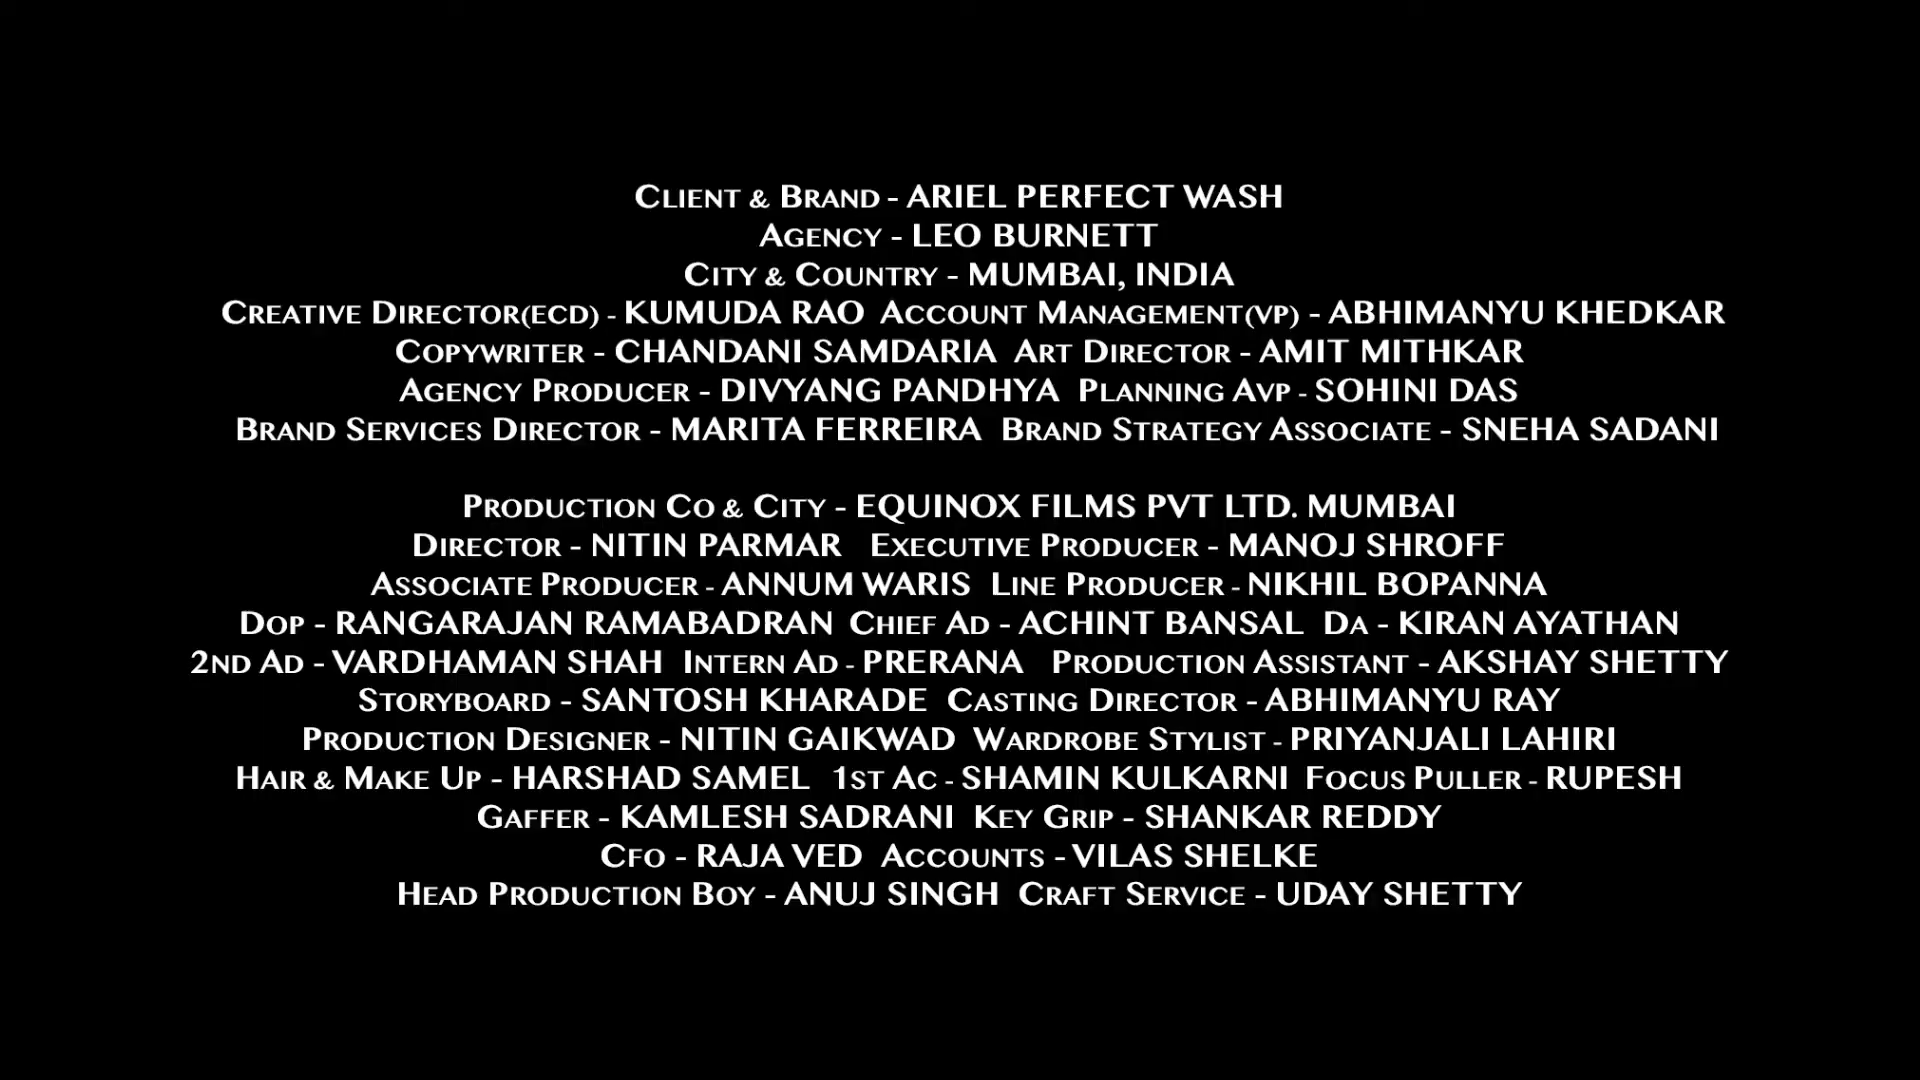 Client & Brand - ARIEL PERFECT WASH
Agency - LEO BURNETT
City & Country - MUMBAI, INDIA
Creative Director(ecd) - KUMUDA RAO Account Management(vp) - ABHIMANYU KHEDKAR
Copywriter - CHANDANI SAMDARIA Art Director - AMIT MITHKAR
Agency Producer - DIVYANG PANDHYA Planning Avp - SOHINI DAS
Brand Services Director - MARITA FERREIRA Brand Strategy Associate - SNEHA SADANI
Production Co & City - EQUINOX FILMS PVT LTD. MUMBAI
Director - NITIN PARMAR Executive Producer - MANOJ SHROFF
Associate Producer - ANNUM WARIS Line Producer - NIKHIL BOPANNA
Dop - RANGARAJAN RAMABADRAN Chief Ad - ACHINT BANSAL Da - KIRAN AYATHAN
2nd Ad - VARDHAMAN SHAH Intern Ad - PRERANA Production Assistant - AKSHAY SHETTY
Storyboard - SANTOSH KHARADE Casting Director - ABHIMANYU RAY
Production Designer - NITIN GAIKWAD Wardrobe Stylist - PRIYANJALI LAHIRI
Hair & Make Up - HARSHAD SAMEL 1st Ac - SHAMIN KULKARNI Focus Puller - RUPESH
Gaffer - KAMLESH SADRANI Key Grip - SHANKAR REDDY
Cfo - RAJA VED Accounts - VILAS SHELKE
Head Production Boy - ANUJ SINGH Craft Service - UDAY SHETTY